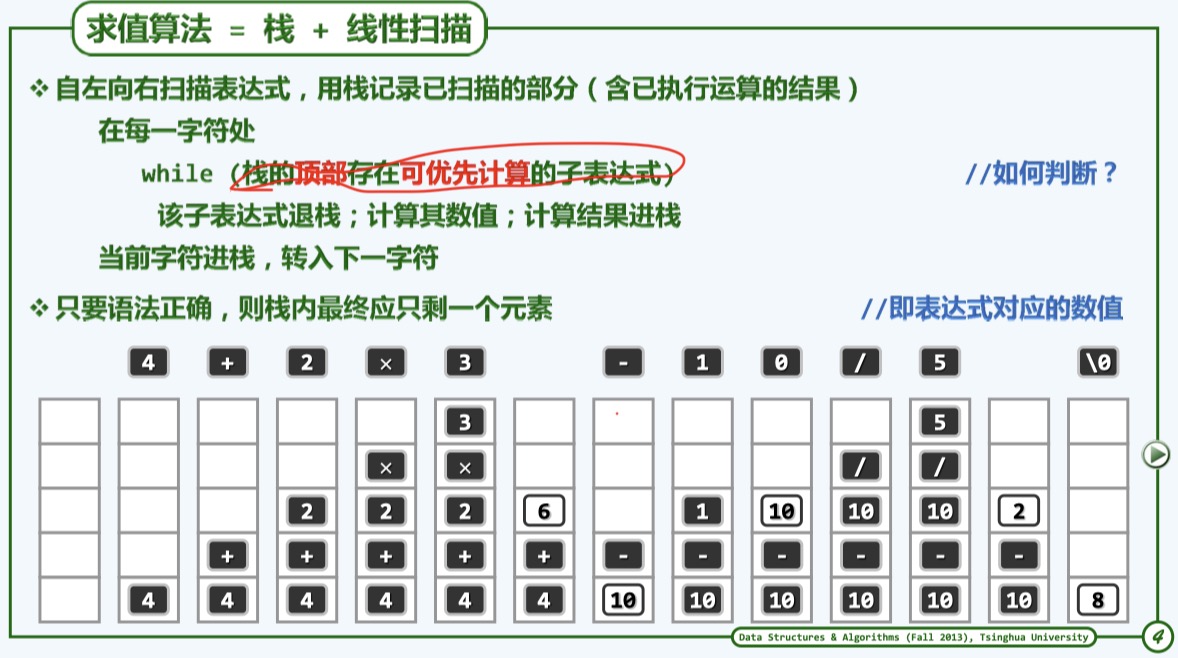 求值算法 = 栈 + 线性扫描
❖ 自左向右扫描表达式，用栈记录已扫描的部分（含已执行运算的结果）
在每一字符处
while (栈的顶部存在可优先计算的子表达式) //如何判断？
该子表达式退栈；计算其数值；计算结果进栈
当前字符进栈，转入下一字符
❖ 只要语法正确，则栈内最终应只剩一个元素 //即表达式对应的数值
4 + 2 × 3 - 1 0 / 5 \0
3 5
× × / /
2 2 2 6 1 10 10 10 2
+ + + + + - - - - - -
4 4 4 4 4 4 10 10 10 10 10 10 8
Data Structures & Algorithms (Fall 2013), Tsinghua University
4